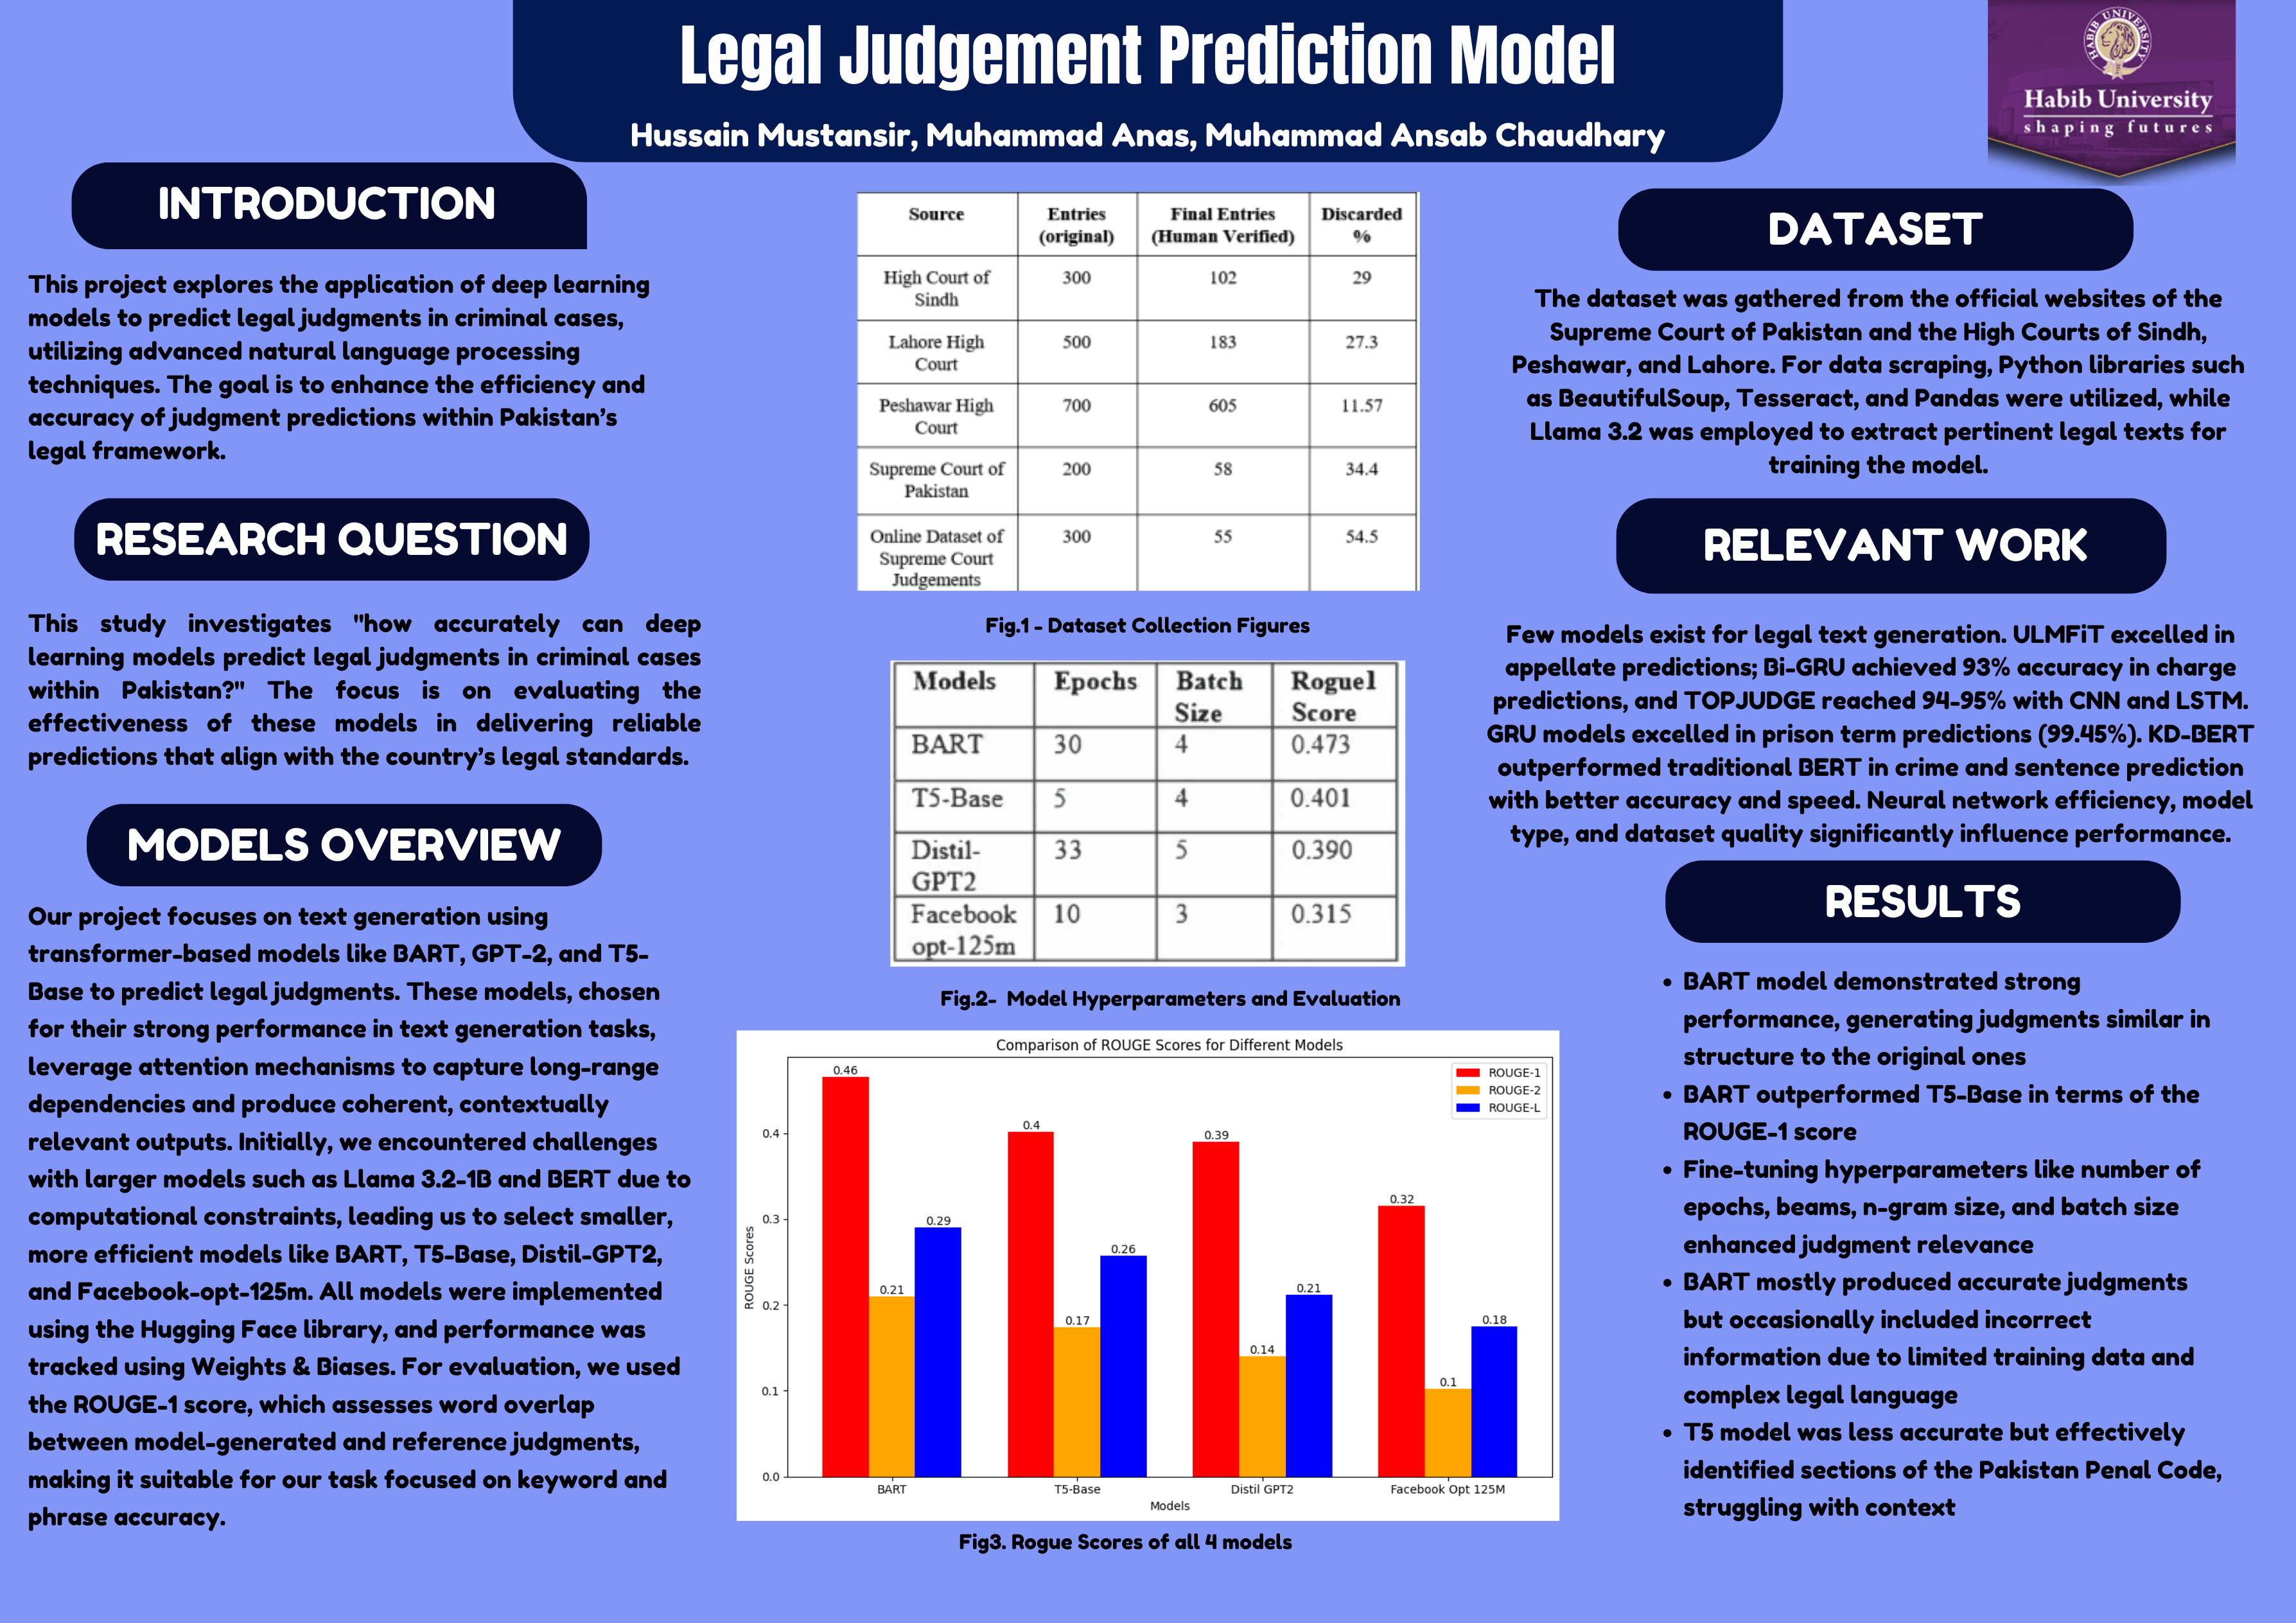 Legal Judgement Prediction Model
Hussain Mustansir, Muhammad Anas, Muhammad Ansab Chaudhary
HABIB UNIVERSITY
Habib University
shaping futures
INTRODUCTION
This project explores the application of deep learning
models to predict legal judgments in criminal cases,
utilizing advanced natural language processing
techniques. The goal is to enhance the efficiency and
accuracy of judgment predictions within Pakistan's
legal framework.
RESEARCH QUESTION
This study investigates "how accurately can deep
learning models predict legal judgments in criminal cases
within Pakistan?" The focus is on evaluating the
effectiveness of these models in delivering reliable
predictions that align with the country's legal standards.
MODELS OVERVIEW
Our project focuses on text generation using
transformer-based models like BART, GPT-2, and T5-
Base to predict legal judgments. These models, chosen
for their strong performance in text generation tasks,
leverage attention mechanisms to capture long-range
dependencies and produce coherent, contextually
relevant outputs. Initially, we encountered challenges
with larger models such as Llama 3.2-1B and BERT due to
computational constraints, leading us to select smaller,
more efficient models like BART, T5-Base, Distil-GPT2,
and Facebook-opt-125m. All models were implemented
using the Hugging Face library, and performance was
tracked using Weights & Biases. For evaluation, we used
the ROUGE-1 score, which assesses word overlap
between model-generated and reference judgments,
making it suitable for our task focused on keyword and
phrase accuracy.
Source Entries (original) Final Entries (Human Verified) Discarded %
High Court of Sindh 300 102 29
Lahore High Court 500 183 27.3
Peshawar High Court 700 605 11.57
Supreme Court of Pakistan 200 58 34.4
Online Dataset of Supreme Court Judgements 300 55 54.5
Fig.1 - Dataset Collection Figures
Models Epochs Batch Size Rogue1 Score
BART 30 4 0.473
T5-Base 5 4 0.401
Distil-GPT2 33 5 0.390
Facebook opt-125m 10 3 0.315
Fig.2- Model Hyperparameters and Evaluation
Comparison of ROUGE Scores for Different Models
ROUGE-1
ROUGE-2
ROUGE-L
ROUGE Scores
0.4
0.3
0.2
0.1
0.0
0.46 0.21 0.29
0.4 0.17 0.26
0.39 0.14 0.21
0.32 0.1 0.18
BART T5-Base Distil GPT2 Facebook Opt 125M
Models
Fig3. Rogue Scores of all 4 models
DATASET
The dataset was gathered from the official websites of the
Supreme Court of Pakistan and the High Courts of Sindh,
Peshawar, and Lahore. For data scraping, Python libraries such
as BeautifulSoup, Tesseract, and Pandas were utilized, while
Llama 3.2 was employed to extract pertinent legal texts for
training the model.
RELEVANT WORK
Few models exist for legal text generation. ULMFiT excelled in
appellate predictions; Bi-GRU achieved 93% accuracy in charge
predictions, and TOPJUDGE reached 94-95% with CNN and LSTM.
GRU models excelled in prison term predictions (99.45%). KD-BERT
outperformed traditional BERT in crime and sentence prediction
with better accuracy and speed. Neural network efficiency, model
type, and dataset quality significantly influence performance.
RESULTS
• BART model demonstrated strong
performance, generating judgments similar in
structure to the original ones
• BART outperformed T5-Base in terms of the
ROUGE-1 score
• Fine-tuning hyperparameters like number of
epochs, beams, n-gram size, and batch size
enhanced judgment relevance
• BART mostly produced accurate judgments
but occasionally included incorrect
information due to limited training data and
complex legal language
• T5 model was less accurate but effectively
identified sections of the Pakistan Penal Code,
struggling with context